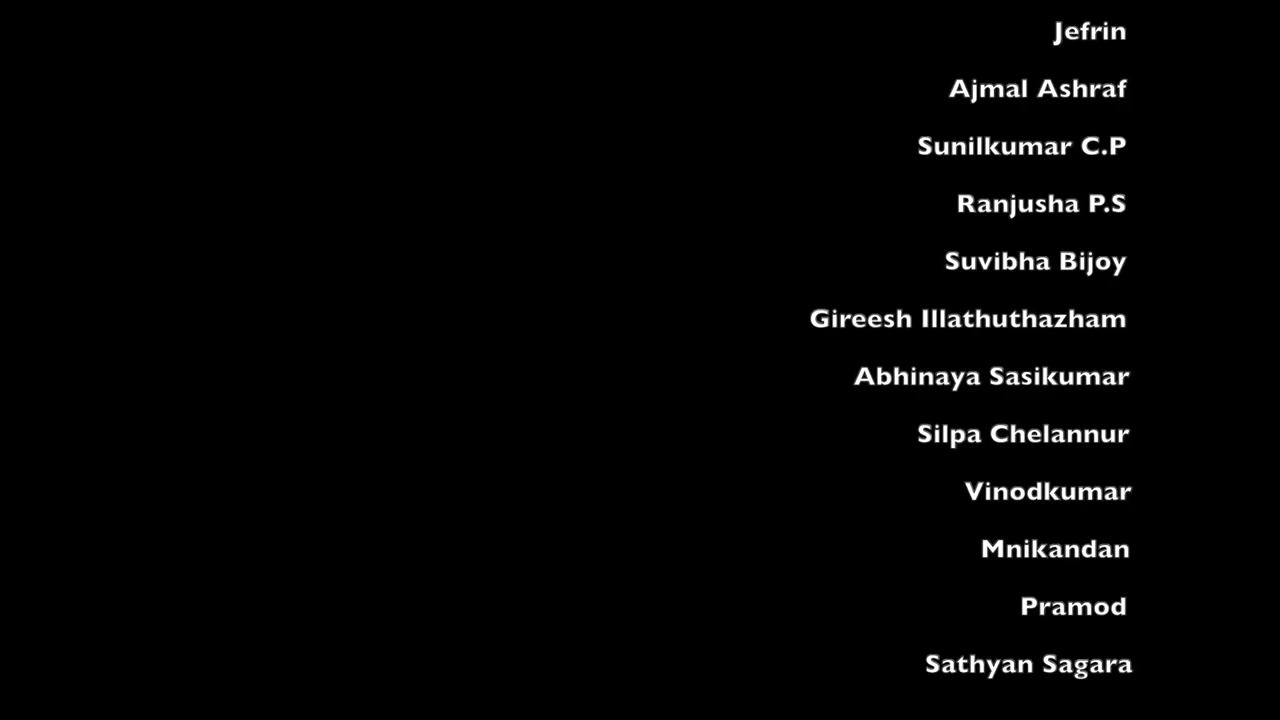 Jefrin
Ajmal Ashraf
Sunilkumar C.P
Ranjusha P.S
Suvibha Bijoy
Gireesh Illathuthazham
Abhinaya Sasikumar
Silpa Chelannur
Vinodkumar
Mnikandan
Pramod
Sathyan Sagara